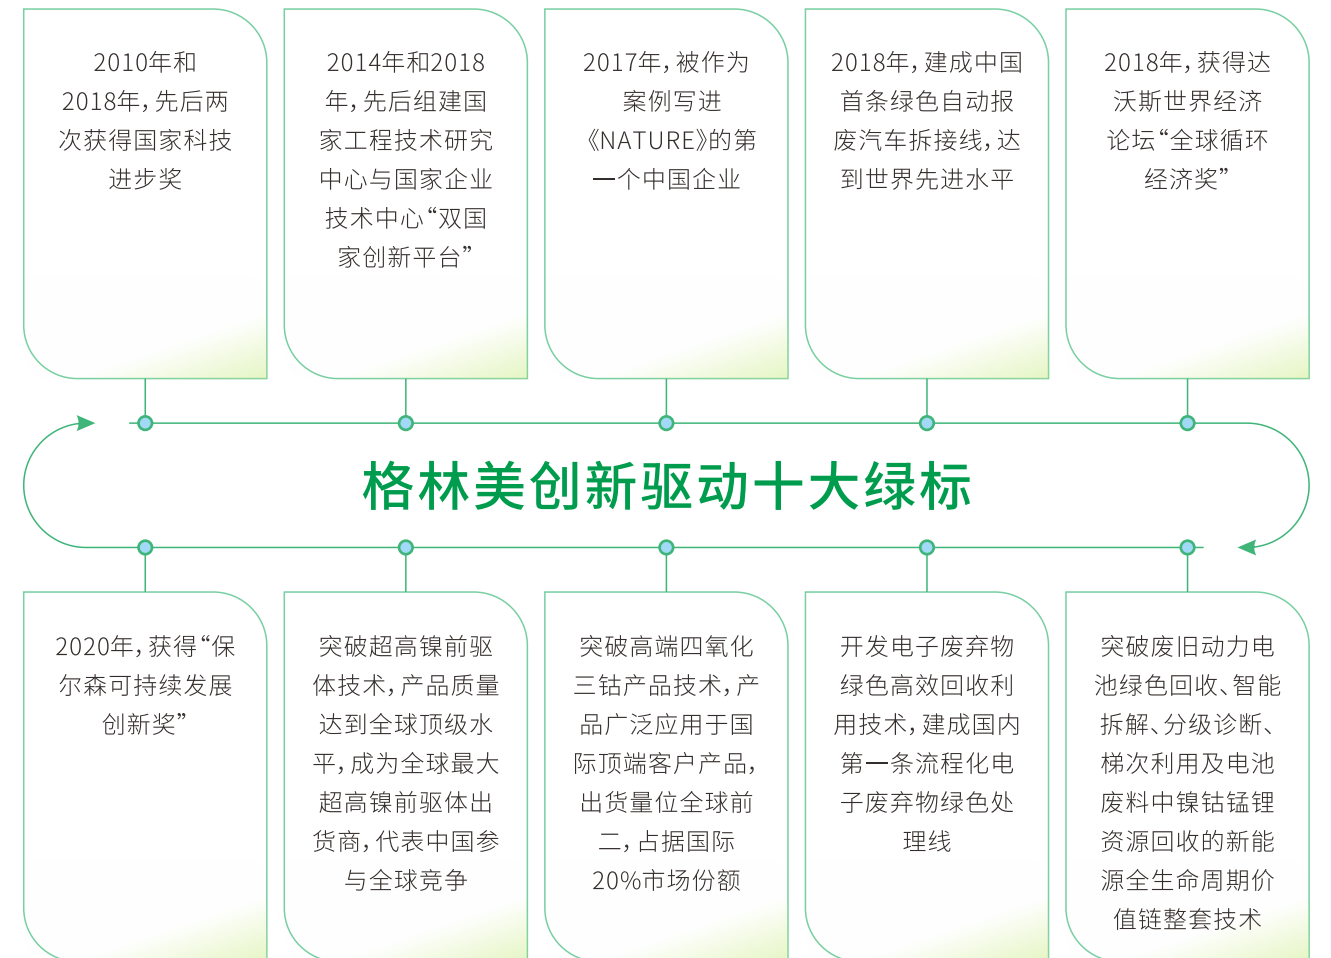 2010年和
2018年，先后两
次获得国家科技
进步奖
2014年和2018
年，先后组建国
家工程技术研究
中心与国家企业
技术中心“双国
家创新平台”
2017年，被作为
案例写进
《NATURE》的第
一个中国企业
2018年，建成中国
首条绿色自动报
废汽车拆接线，达
到世界先进水平
2018年，获得达
沃斯世界经济
论坛“全球循环
经济奖”
格林美创新驱动十大绿标
2020年，获得“保
尔森可持续发展
创新奖”
突破超高镍前驱
体技术，产品质量
达到全球顶级水
平，成为全球最大
超高镍前驱体出
货商，代表中国参
与全球竞争
突破高端四氧化
三钴产品技术，产
品广泛应用于国
际顶端客户产品，
出货量位全球前
二，占据国际
20%市场份额
开发电子废弃物
绿色高效回收利
用技术，建成国内
第一条流程化电
子废弃物绿色处
理线
突破废旧动力电
池绿色回收、智能
拆解、分级诊断、
梯次利用及电池
废料中镍钴锰锂
资源回收的新能
源全生命周期价
值链整套技术